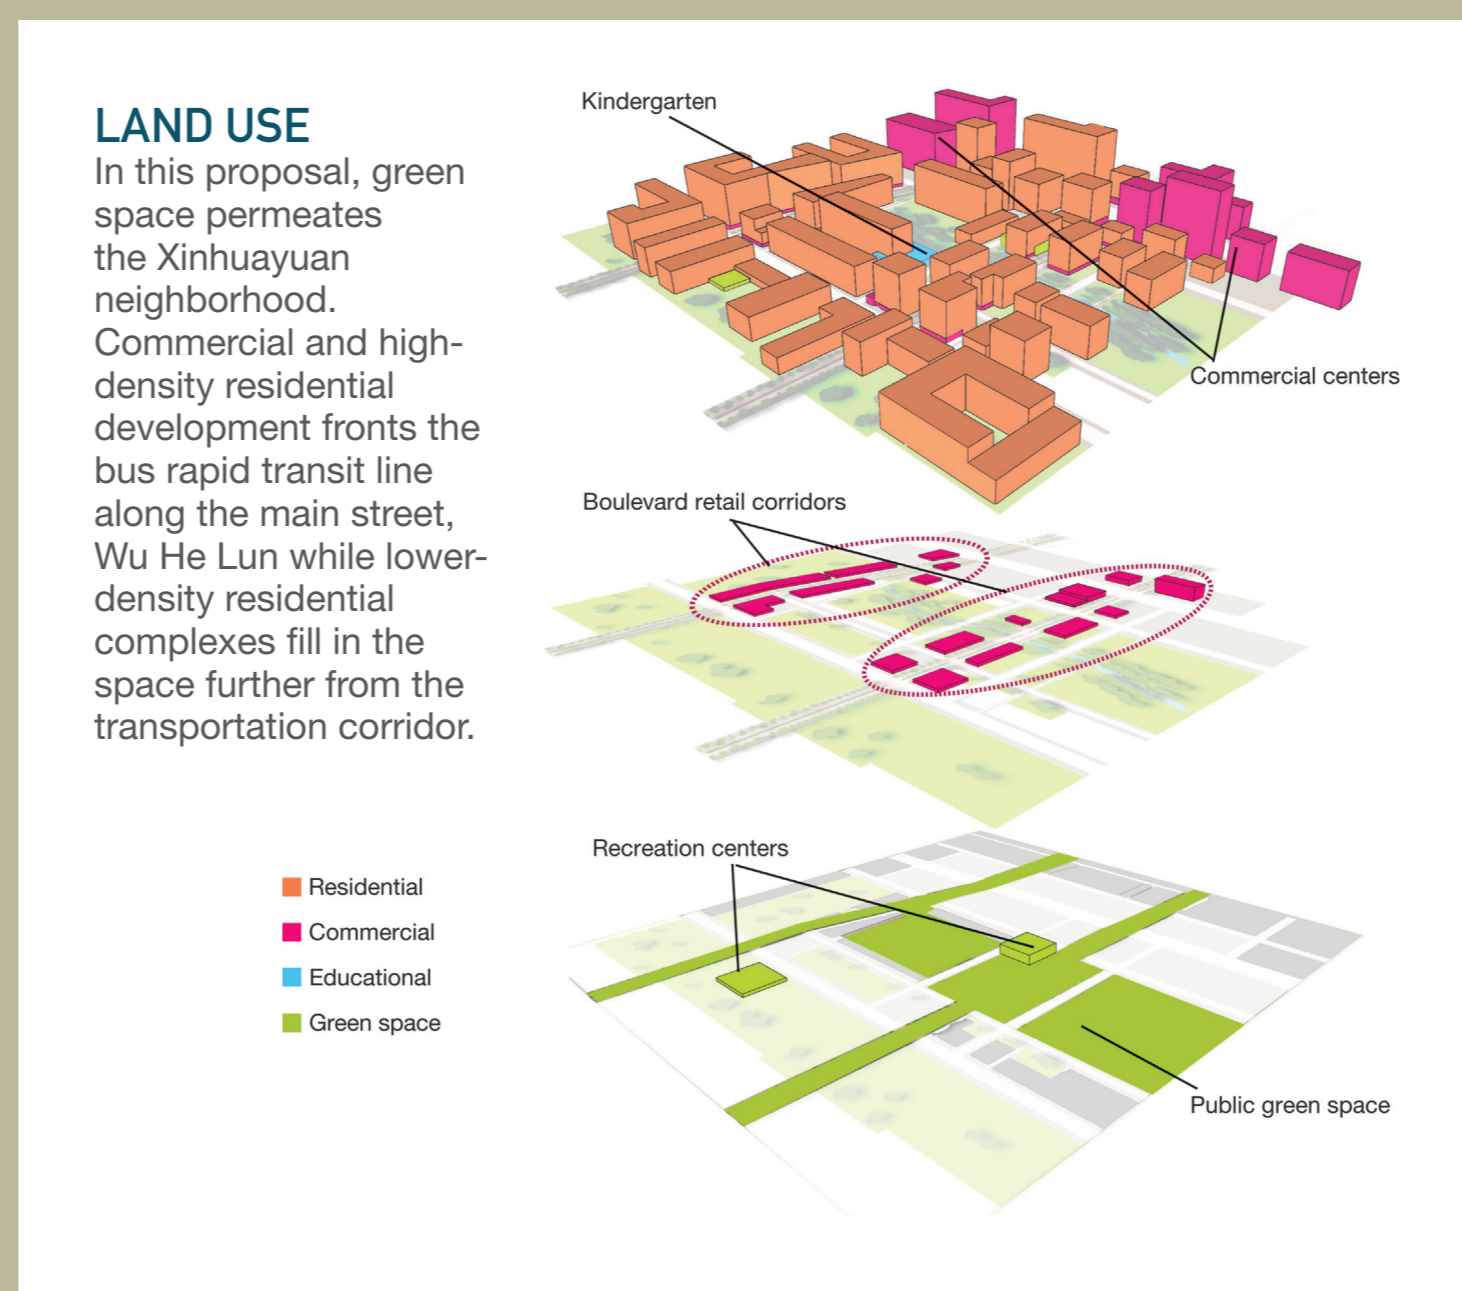 LAND USE
In this proposal, green
space permeates
the Xinhuayuan
neighborhood.
Commercial and high-
density residential
development fronts the
bus rapid transit line
along the main street,
Wu He Lun while lower-
density residential
complexes fill in the
space further from the
transportation corridor.
Residential
Commercial
Educational
Green space
Kindergarten
Commercial centers
Boulevard retail corridors
Recreation centers
Public green space